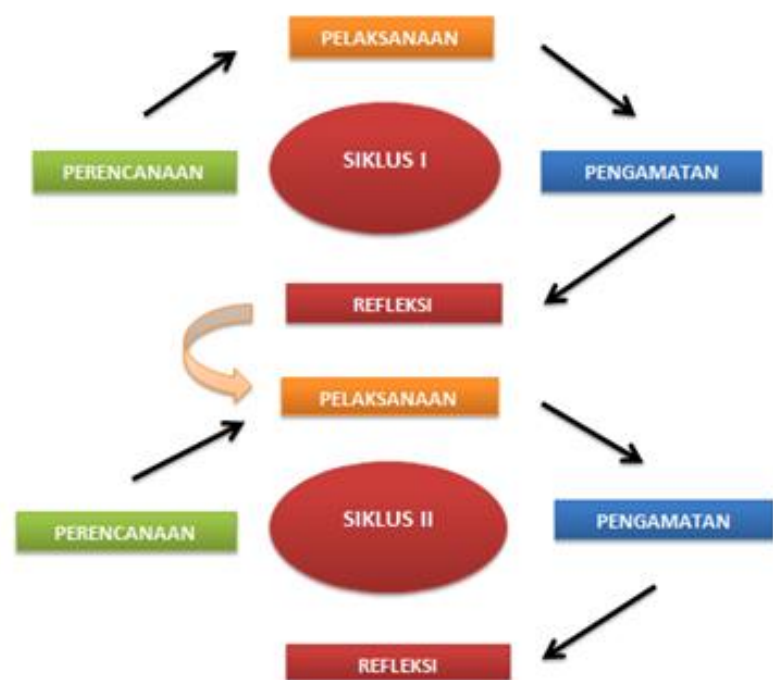 PELAKSANAAN
PERENCANAAN
SIKLUS I
PENGAMATAN
REFLEKSI
PELAKSANAAN
PERENCANAAN
SIKLUS II
PENGAMATAN
REFLEKSI